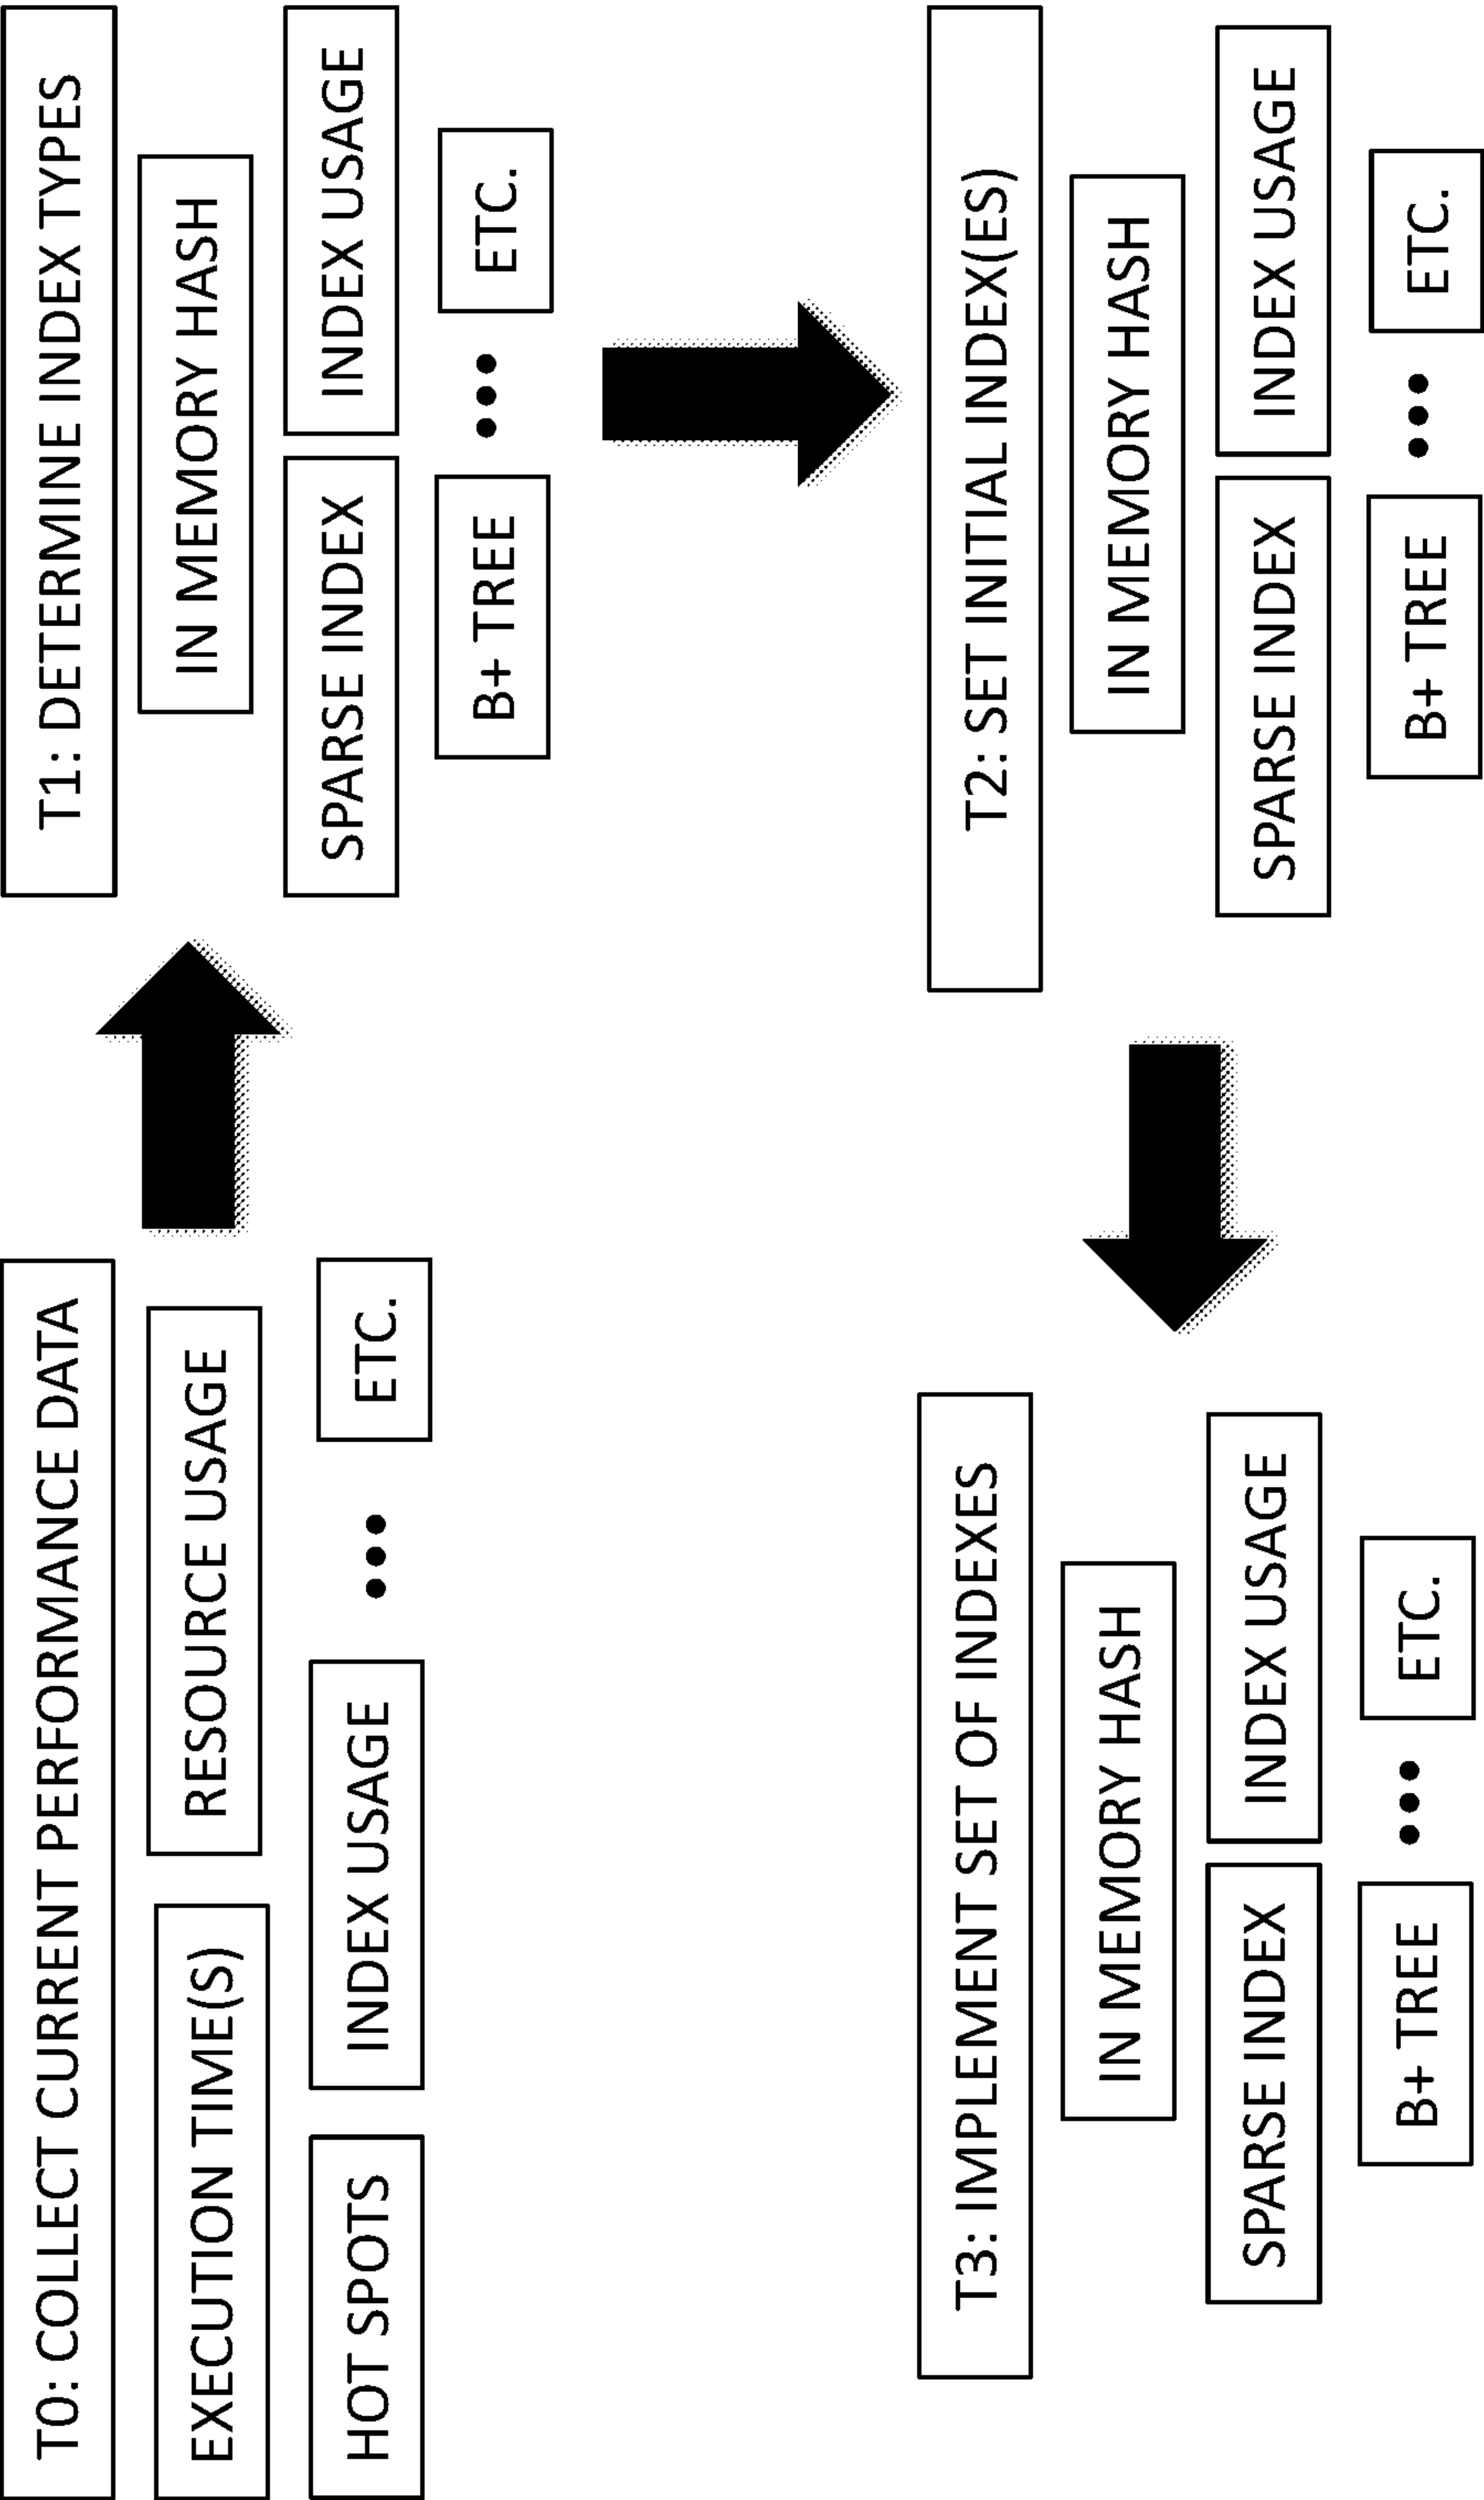 T0: COLLECT CURRENT PERFORMANCE DATA
EXECUTION TIME(S)
RESOURCE USAGE
HOT SPOTS
INDEX USAGE
ETC.
T1: DETERMINE INDEX TYPES
IN MEMORY HASH
SPARSE INDEX
INDEX USAGE
B+ TREE
ETC.
T2: SET INITIAL INDEX(ES)
IN MEMORY HASH
SPARSE INDEX
INDEX USAGE
B+ TREE
ETC.
T3: IMPLEMENT SET OF INDEXES
IN MEMORY HASH
SPARSE INDEX
INDEX USAGE
B+ TREE
ETC.